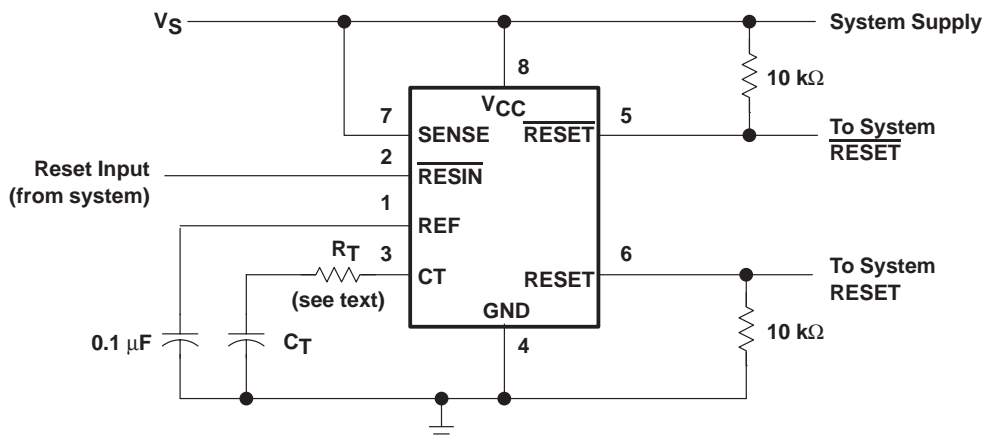 VS
System Supply
8
10 kΩ
VCC
7
SENSE
RESET
5
To System
RESET
2
Reset Input
(from system)
RESIN
1
REF
RT
3
CT
(see text)
RESET
6
To System
RESET
GND
0.1 μF
CT
4
10 kΩ